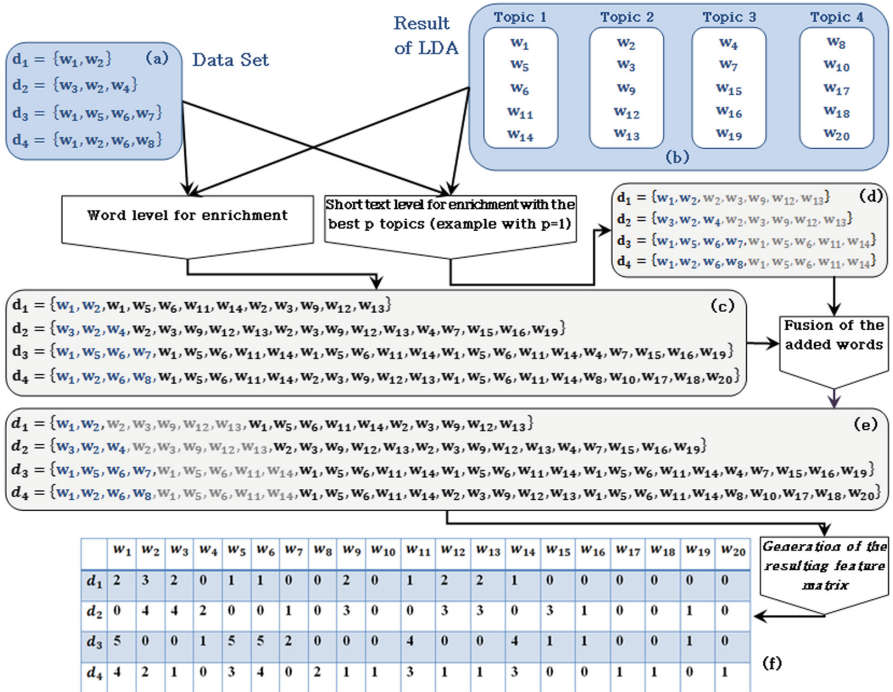 Result of LDA
Topic 1 Topic 2 Topic 3 Topic 4
w1 w2 w4 w8
w5 w3 w7 w10
w6 w9 w15 w17
w11 w12 w16 w18
w14 w13 w19 w20
(b)
d1 = {w1,w2} (a)
d2 = {w3,w2,w4}
d3 = {w1,w5,w6,w7}
d4 = {w1,w2,w6,w8}
Data Set
Word level for enrichment
Short text level for enrichment with the
best p topics (example with p=1)
(d)
d1 = {w1,w2,w2,w3,w9,w12,w13}
d2 = {w3,w2,w4,w2,w3,w9,w12,w13}
d3 = {w1,w5,w6,w7,w1,w5,w6,w11,w14}
d4 = {w1,w2,w6,w8,w1,w5,w6,w11,w14}
(c)
d1 = {w1,w2,w1,w5,w6,w11,w14,w2,w3,w9,w12,w13}
d2 = {w3,w2,w4,w2,w3,w9,w12,w13,w2,w3,w9,w12,w13,w4,w7,w15,w16,w19}
d3 = {w1,w5,w6,w7,w1,w5,w6,w11,w14,w1,w5,w6,w11,w14,w1,w5,w6,w11,w14,w4,w7,w15,w16,w19}
d4 = {w1,w2,w6,w8,w1,w5,w6,w11,w14,w2,w3,w9,w12,w13,w1,w5,w6,w11,w14,w8,w10,w17,w18,w20}
Fusion of the
added words
(e)
d1 = {w1,w2,w2,w3,w9,w12,w13,w1,w5,w6,w11,w14,w2,w3,w9,w12,w13}
d2 = {w3,w2,w4,w2,w3,w9,w12,w13,w2,w3,w9,w12,w13,w2,w3,w9,w12,w13,w4,w7,w15,w16,w19}
d3 = {w1,w5,w6,w7,w1,w5,w6,w11,w14,w1,w5,w6,w11,w14,w1,w5,w6,w11,w14,w1,w5,w6,w11,w14,w4,w7,w15,w16,w19}
d4 = {w1,w2,w6,w8,w1,w5,w6,w11,w14,w1,w5,w6,w11,w14,w2,w3,w9,w12,w13,w1,w5,w6,w11,w14,w8,w10,w17,w18,w20}
Generation of the
resulting feature
matrix
w1 w2 w3 w4 w5 w6 w7 w8 w9 w10 w11 w12 w13 w14 w15 w16 w17 w18 w19 w20
d1 2 3 2 0 1 1 0 0 2 0 1 2 2 1 0 0 0 0 0 0
d2 0 4 4 2 0 0 1 0 3 0 0 3 3 0 3 1 0 0 1 0
d3 5 0 0 1 5 5 2 0 0 0 4 0 0 4 1 1 0 0 1 0
d4 4 2 1 0 3 4 0 2 1 1 3 1 1 3 0 0 1 1 0 1
(f)